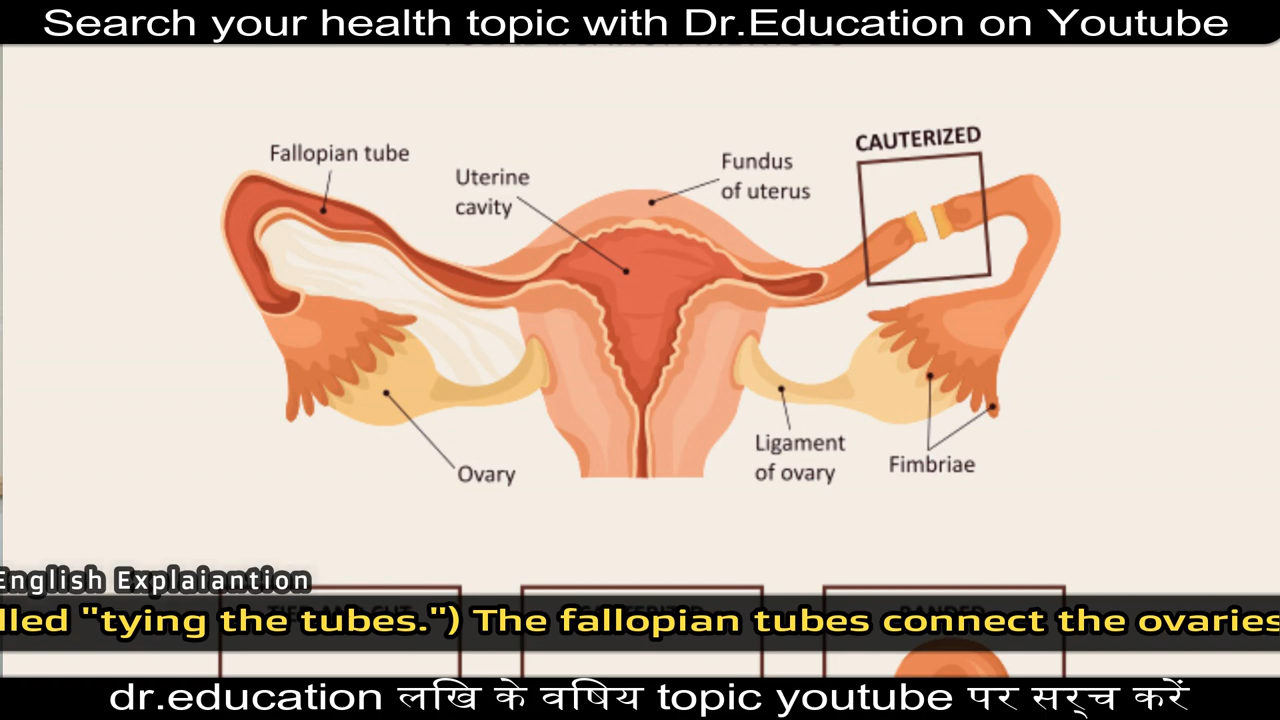 Search your health topic with Dr.Education on Youtube
CAUTERIZED
Fallopian tube
Uterine
cavity
Fundus
of uterus
Ligament
of ovary
Fimbriae
Ovary
English Explaiantion
lled "tying the tubes.") The fallopian tubes connect the ovaries
dr.education लखि के वषिय topic youtube पर सर्च करें